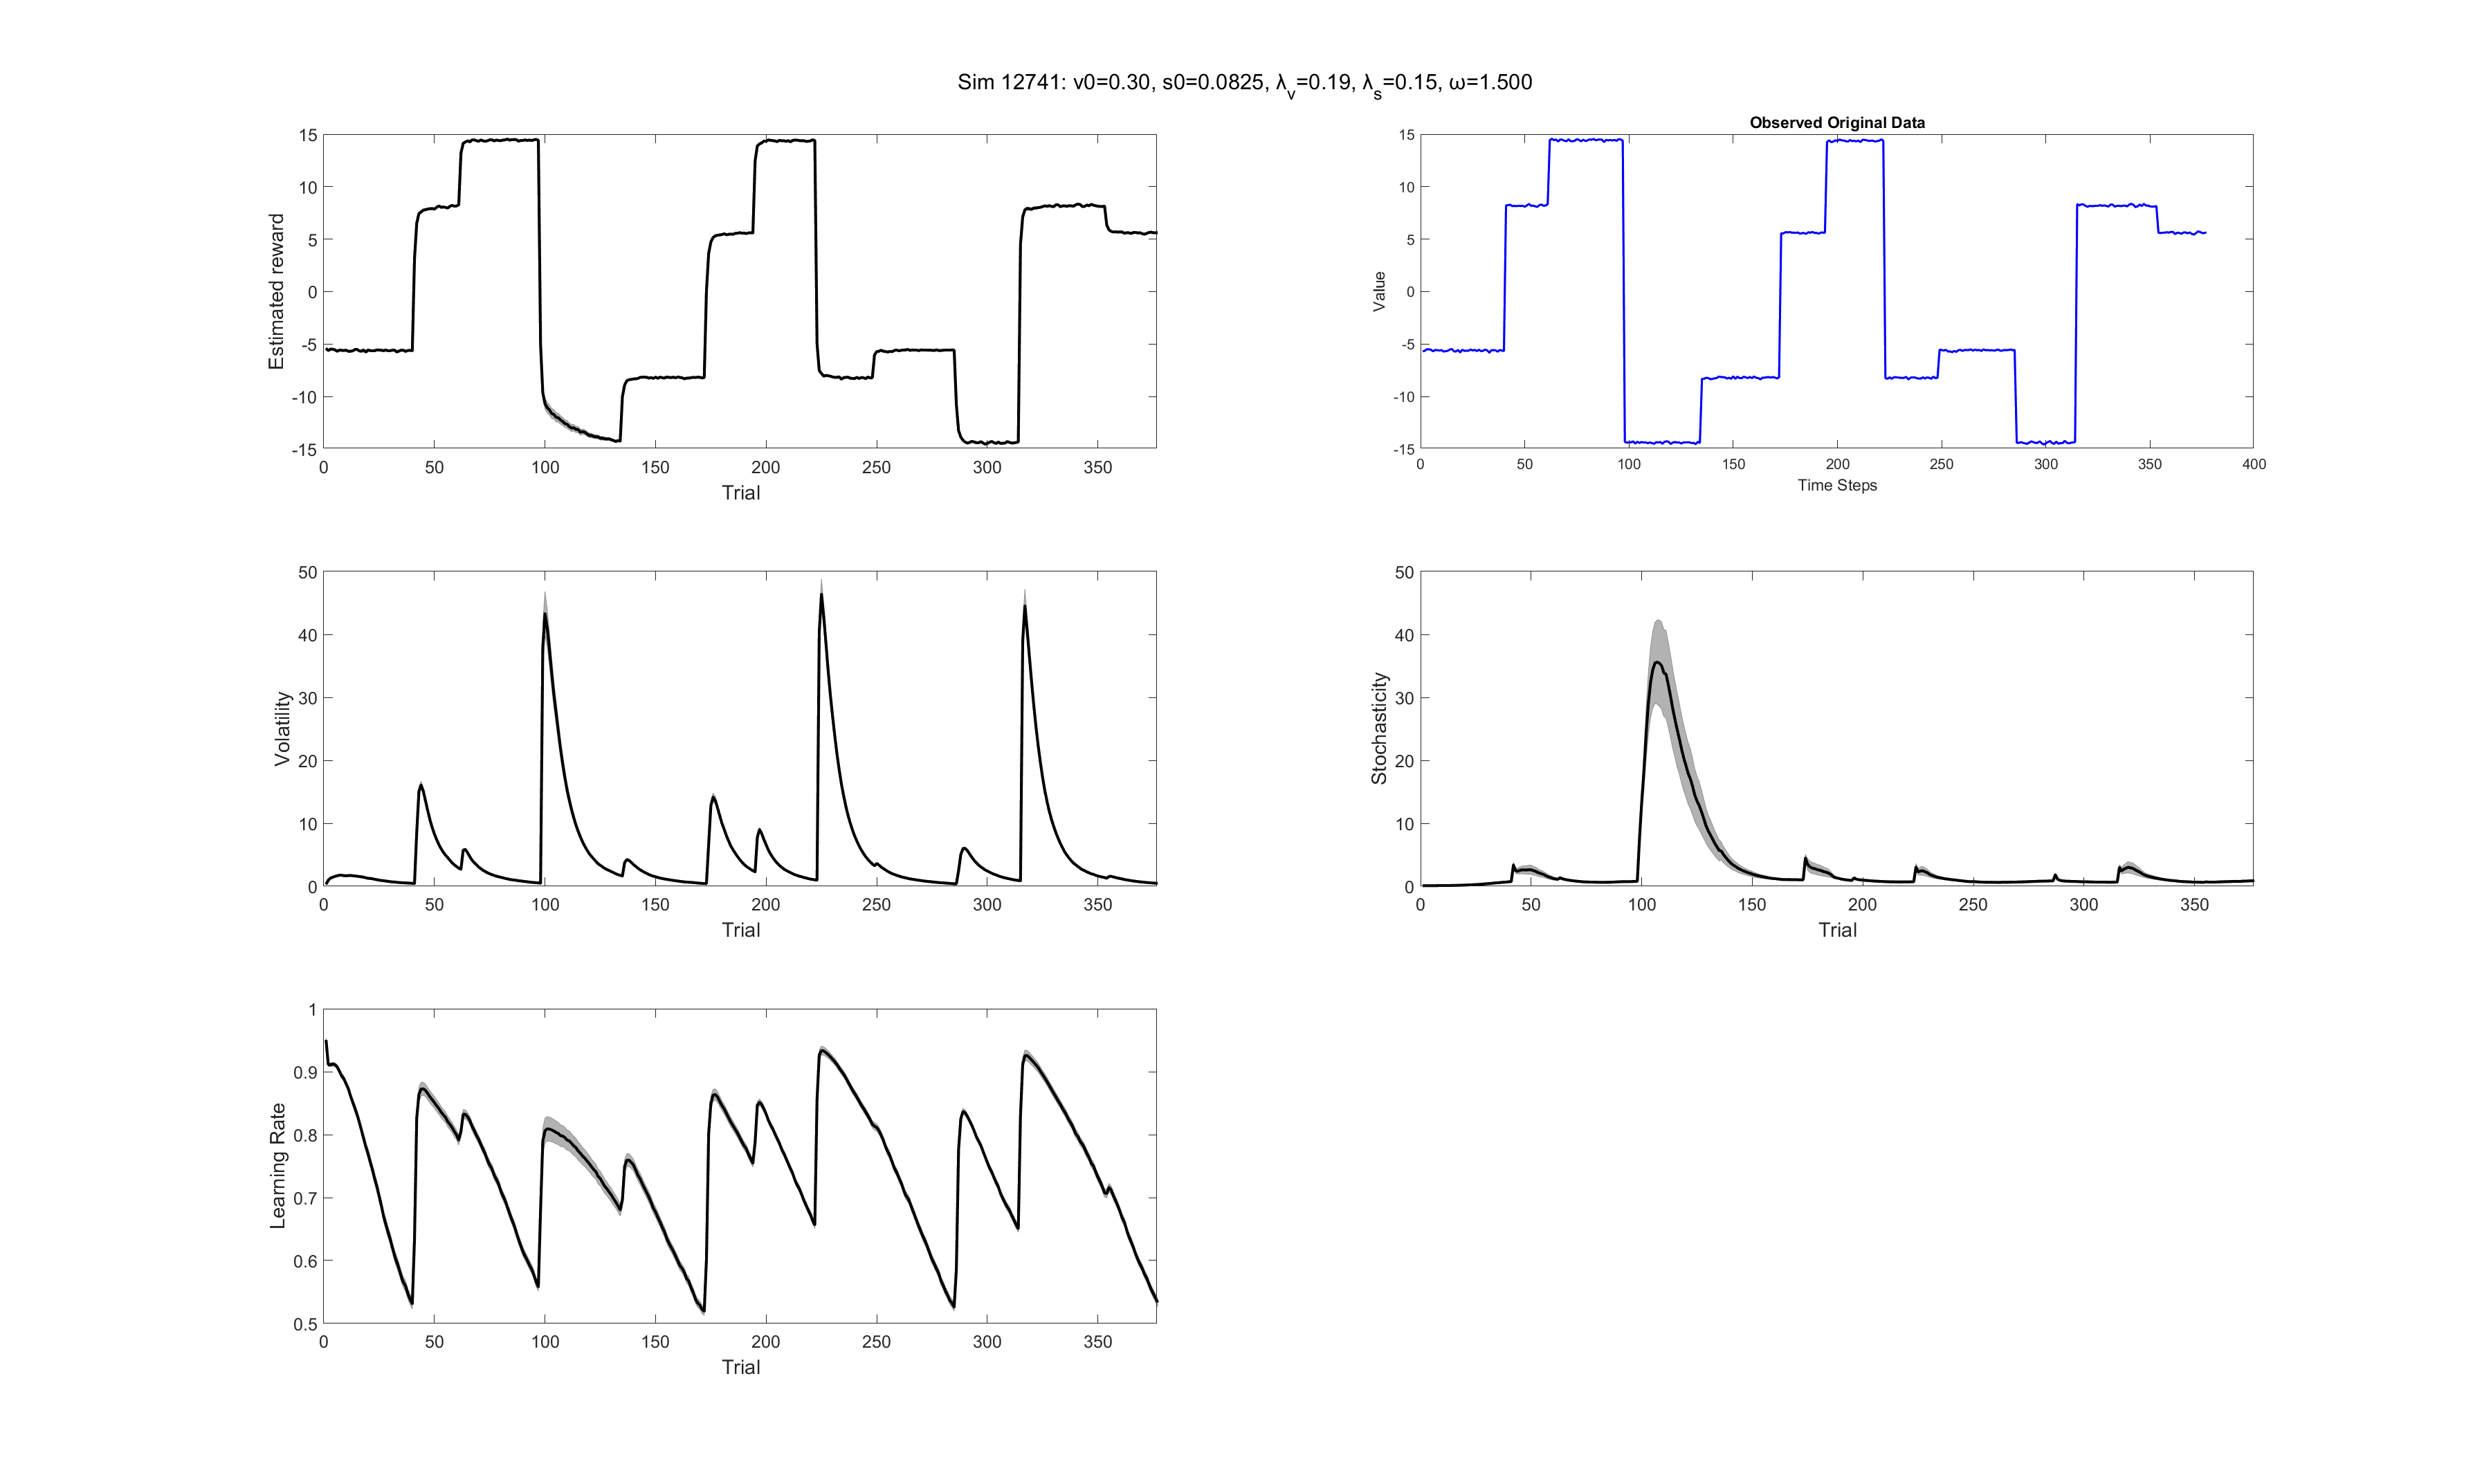 Sim 12741: v0=0.30, s0=0.0825, λv=0.19, λs=0.15, ω=1.500
15
10
5
0
-5
-10
-15
Estimated reward
0 50 100 150 200 250 300 350
Trial
Observed Original Data
15
10
5
0
-5
-10
-15
Value
0 50 100 150 200 250 300 350 400
Time Steps
50
40
30
20
10
0
Volatility
0 50 100 150 200 250 300 350
Trial
50
40
30
20
10
0
Stochasticity
0 50 100 150 200 250 300 350
Trial
1
0.9
0.8
0.7
0.6
0.5
Learning Rate
0 50 100 150 200 250 300 350
Trial